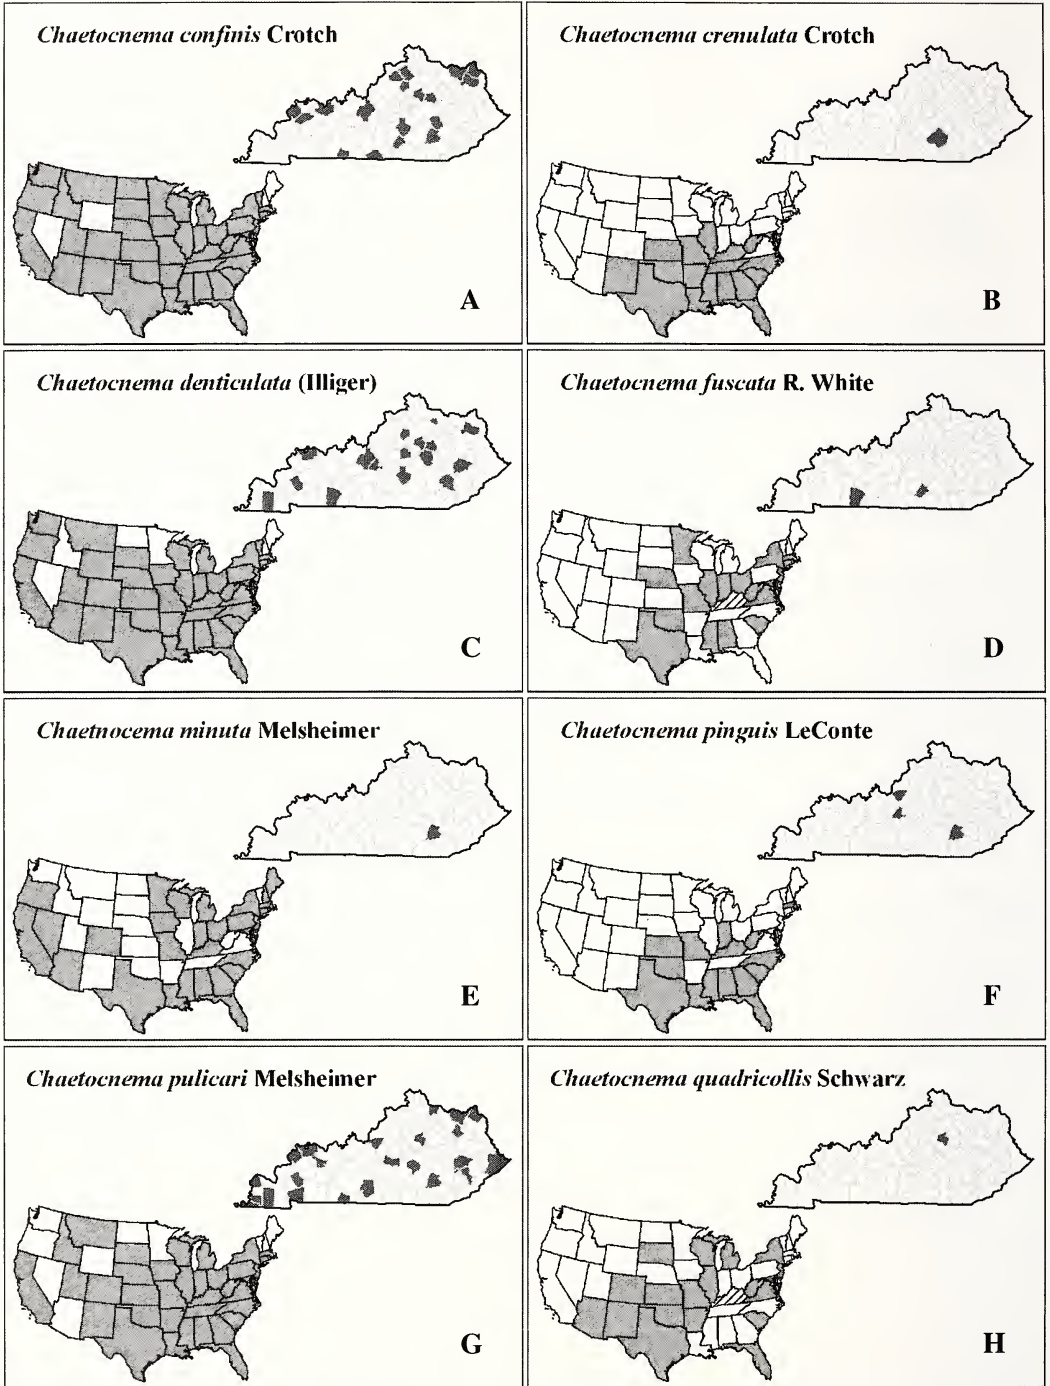 Chaetocnema confinis Crotch
A
Chaetocnema crenulata Crotch
B
Chaetocnema denticulata (Illiger)
C
Chaetocnema fuscata R. White
D
Chaetnocema minuta Melsheimer
E
Chaetocnema pinguis LeConte
F
Chaetocnema pulicari Melsheimer
G
Chaetocnema quadricollis Schwarz
H